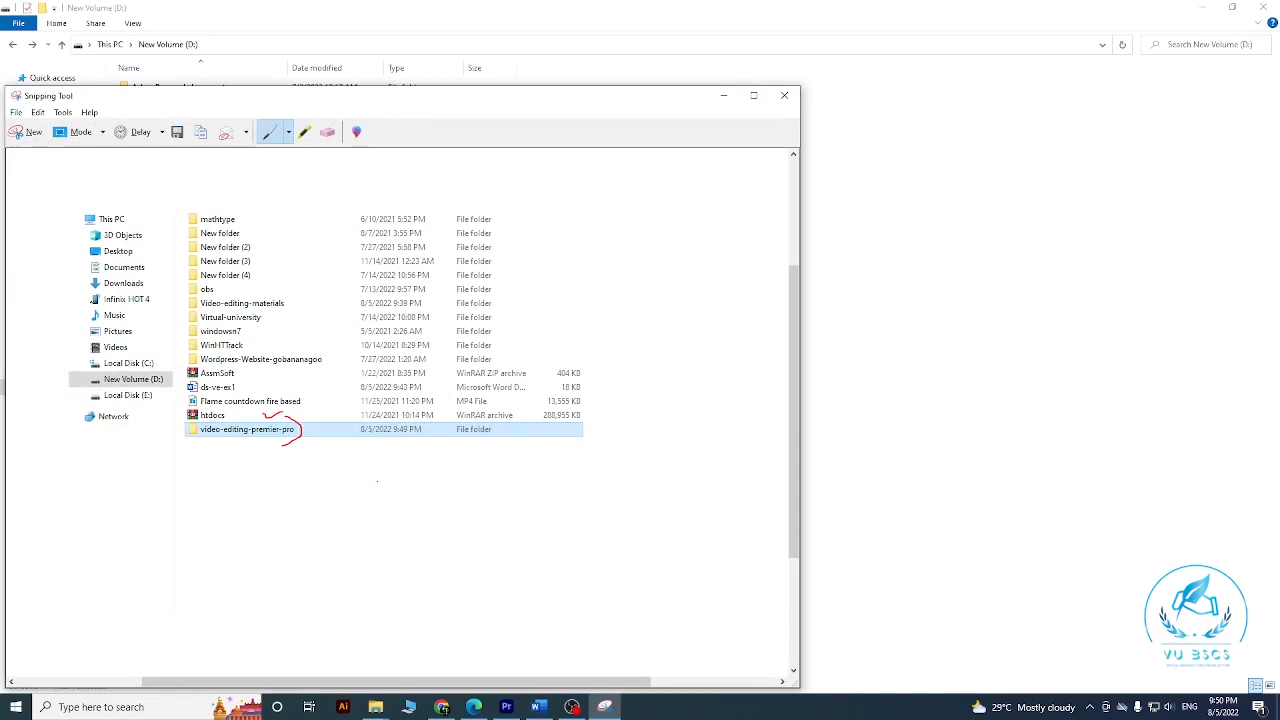 New Volume (D:)
File Home Share View
This PC New Volume (D:) Search New Volume (D:)
Name Date modified Type Size
Quick access
Snipping Tool
File Edit Tools Help
New Mode Delay
This PC
3D Objects
Desktop
Documents
Downloads
Infinix HOT 4
Music
Pictures
Videos
Local Disk (C:)
New Volume (D:)
Local Disk (E:)
Network
mathtype 6/10/2021 5:52 PM File folder
New folder 8/7/2021 3:55 PM File folder
New folder (2) 7/27/2021 5:58 PM File folder
New folder (3) 11/14/2021 12:23 AM File folder
New folder (4) 7/14/2022 10:56 PM File folder
obs 7/13/2022 9:57 PM File folder
Video-editing-materials 8/5/2022 9:39 PM File folder
Virtual-university 7/14/2022 10:08 PM File folder
windowsn7 5/5/2021 2:26 AM File folder
WinHTTrack 10/14/2021 8:29 PM File folder
Wordpress-Website-gobananagoo 7/27/2022 1:20 AM File folder
AssmSoft 1/22/2021 8:35 PM WinRAR ZIP archive 404 KB
ds-ve-ex1 8/5/2022 9:43 PM Microsoft Word D... 18 KB
Flame countdown fire based 11/25/2021 11:20 PM MP4 File 13,555 KB
htdocs 11/24/2021 10:14 PM WinRAR archive 288,955 KB
video-editing-premier-pro 8/5/2022 9:49 PM File folder
VU BSCS
Type here to search
Ai
Pr
29°C Mostly cloudy
9:50 PM
8/5/2022